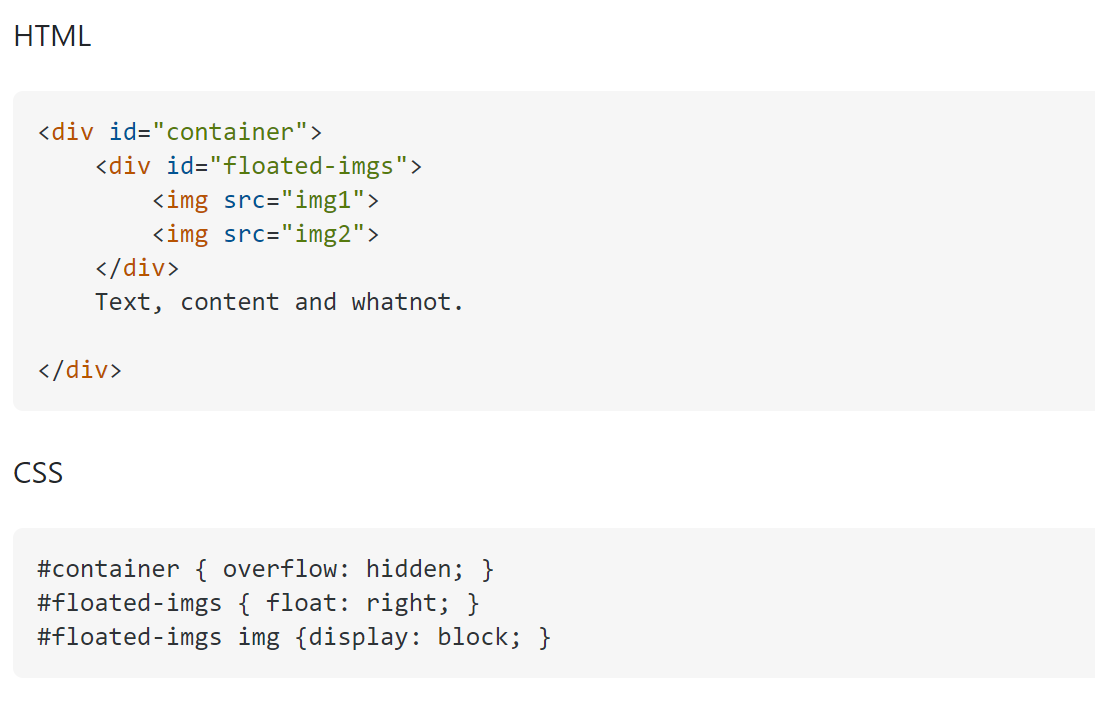 HTML
<div id="container">
    <div id="floated-imgs">
        <img src="img1">
        <img src="img2">
    </div>
    Text, content and whatnot.

</div>
CSS
#container { overflow: hidden; }
#floated-imgs { float: right; }
#floated-imgs img {display: block; }